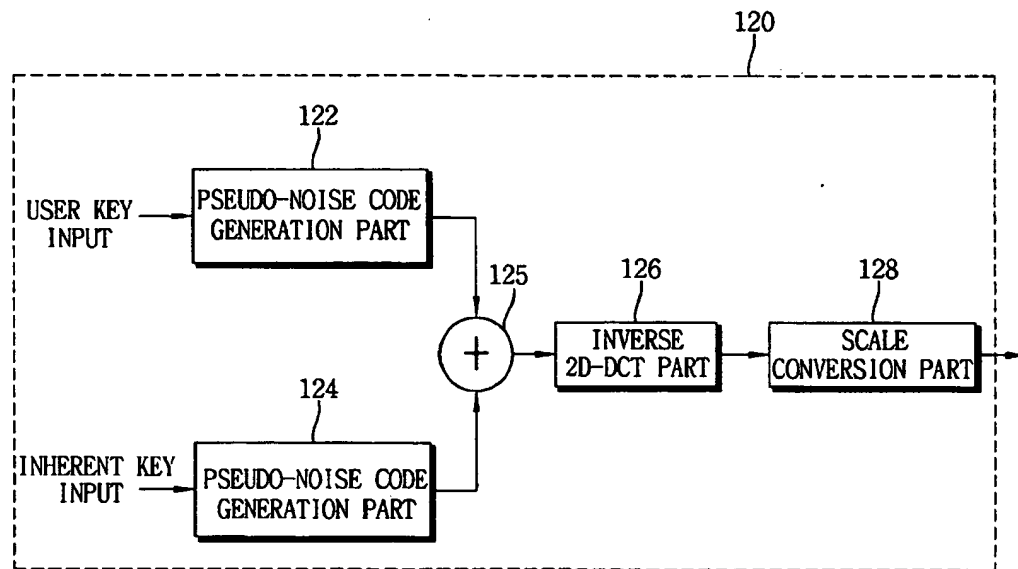 120
122
PSEUDO-NOISE CODE
GENERATION PART
USER KEY
INPUT
125
+
126
INVERSE
2D-DCT PART
128
SCALE
CONVERSION PART
124
PSEUDO-NOISE CODE
GENERATION PART
INHERENT KEY
INPUT